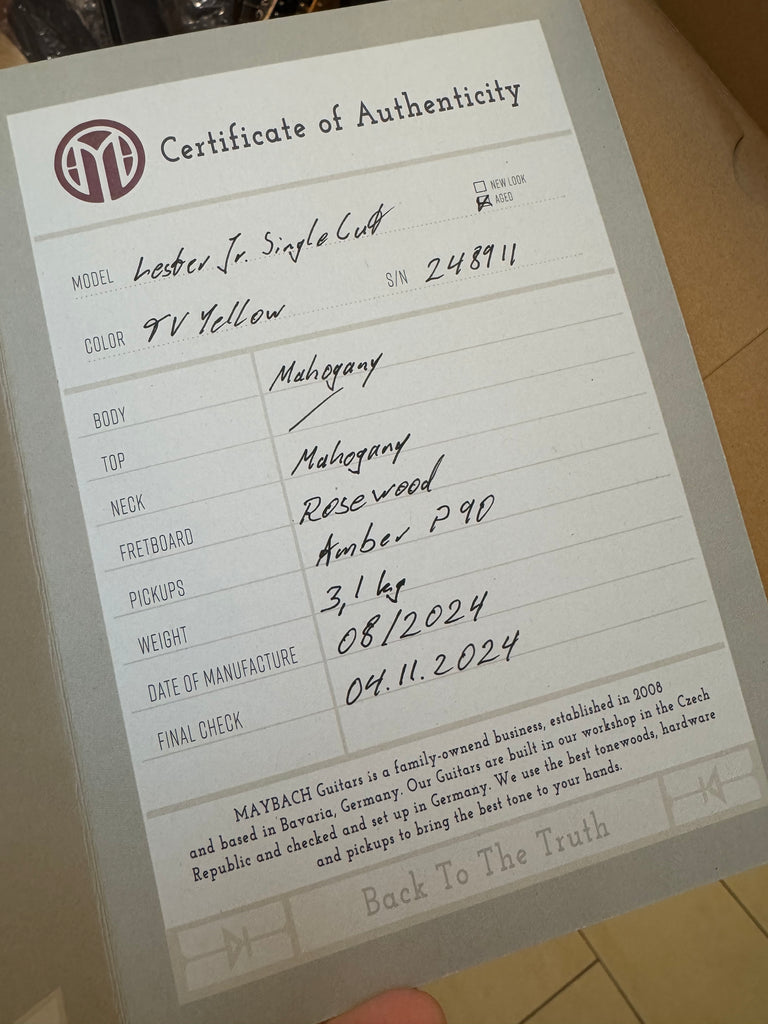 Certificate of Authenticity
NEW LOOK
AGED
MODEL Lester Jr. Single Cut
COLOR TV Yellow
S/N 248911
BODY Mahogany
TOP /
NECK Mahogany
FRETBOARD Rosewood
PICKUPS Amber P90
WEIGHT 3,1 kg
DATE OF MANUFACTURE 08/2024
FINAL CHECK 04.11.2024
MAYBACH Guitars is a family-ownend business, established in 2008
and based in Bavaria, Germany. Our Guitars are built in our workshop in the Czech
Republic and checked and set up in Germany. We use the best tonewoods, hardware
and pickups to bring the best tone to your hands.
Back To The Truth